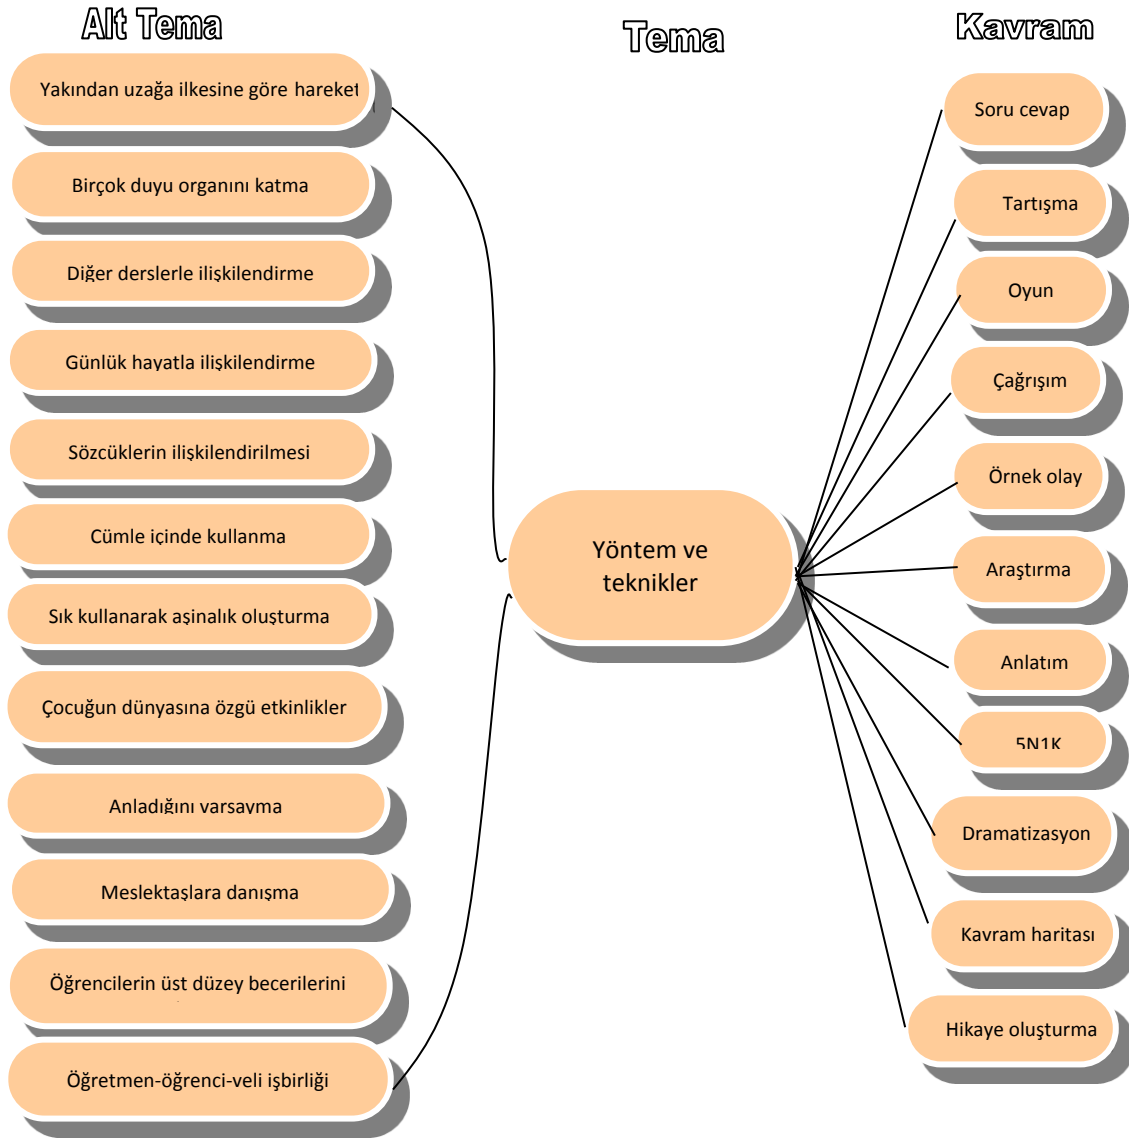 Alt Tema
Yakından uzağa ilkesine göre hareket
Birçok duyu organını katma
Diğer derslerle ilişkilendirme
Günlük hayatla ilişkilendirme
Sözcüklerin ilişkilendirilmesi
Cümle içinde kullanma
Sık kullanarak aşinalık oluşturma
Çocuğun dünyasına özgü etkinlikler
Anladığını varsayma
Meslektaşlara danışma
Öğrencilerin üst düzey becerilerini
Öğretmen-öğrenci-veli işbirliği
Tema
Yöntem ve
teknikler
Kavram
Soru cevap
Tartışma
Oyun
Çağrışım
Örnek olay
Araştırma
Anlatım
5N1K
Dramatizasyon
Kavram haritası
Hikaye oluşturma